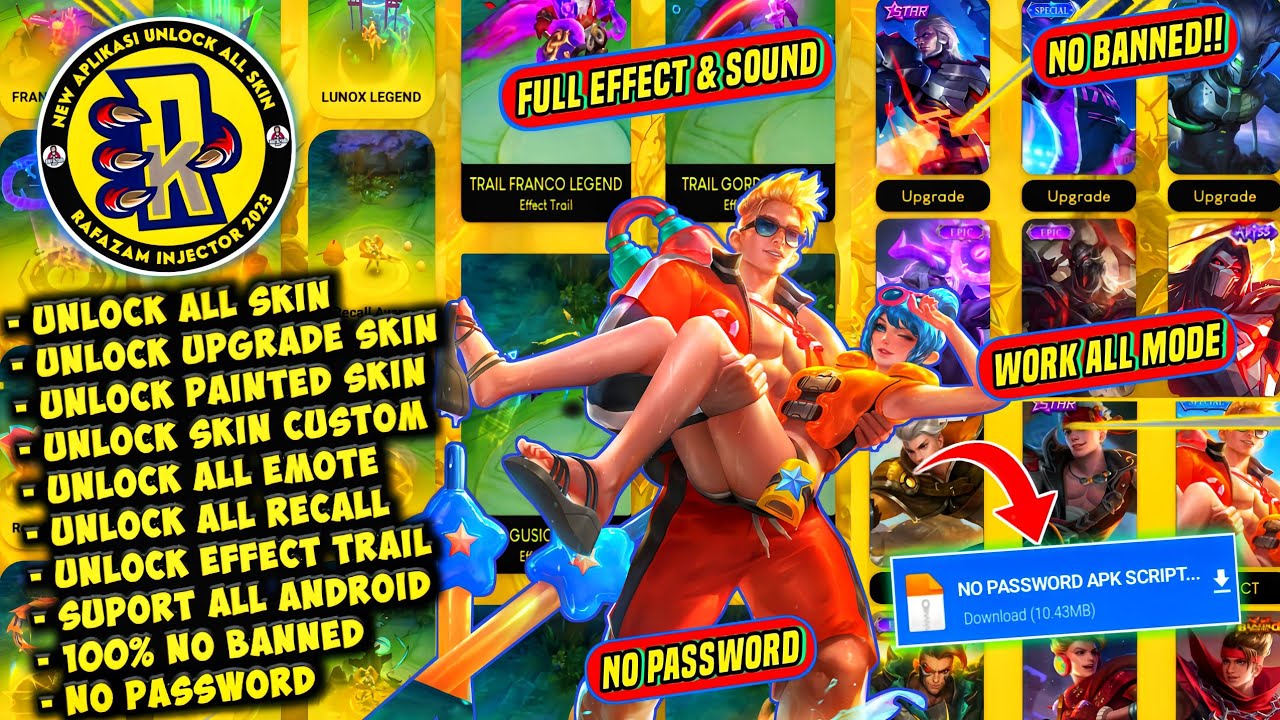 NEW APLIKASI UNLOCK ALL SKIN
RAFAZAM INJECTOR 2023
FRAN
LUNOX LEGEND
FULL EFFECT & SOUND
NO BANNED!!
STAR
SPECIAL
TRAIL FRANCO LEGEND
Effect Trail
TRAIL GOR
Upgrade
Upgrade
Upgrade
EPIC
EPIC
ABYSS
- UNLOCK ALL SKIN
- UNLOCK UPGRADE SKIN
- UNLOCK PAINTED SKIN
- UNLOCK SKIN CUSTOM
- UNLOCK ALL EMOTE
- UNLOCK ALL RECALL
- UNLOCK EFFECT TRAIL
- SUPORT ALL ANDROID
- 100% NO BANNED
- NO PASSWORD
WORK ALL MODE
STAR
SPECIAL
GUSIO
NO PASSWORD APK SCRIPT...
Download (10.43MB)
CT
NO PASSWORD